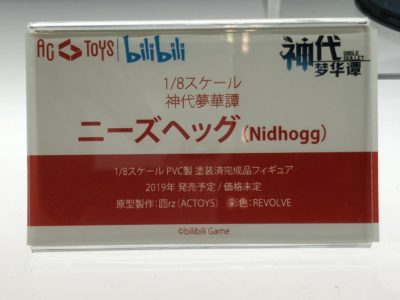 AC TOYS | bilibili
神代梦华谭
1/8スケール
神代夢華譚
ニーズヘッグ(Nidhogg)
1/8スケール PVC製 塗装済完成品フィギュア
2019年 発売予定 / 価格未定
原型製作:囧rz(ACTOYS) 彩色:REVOLVE
©bilibili Game